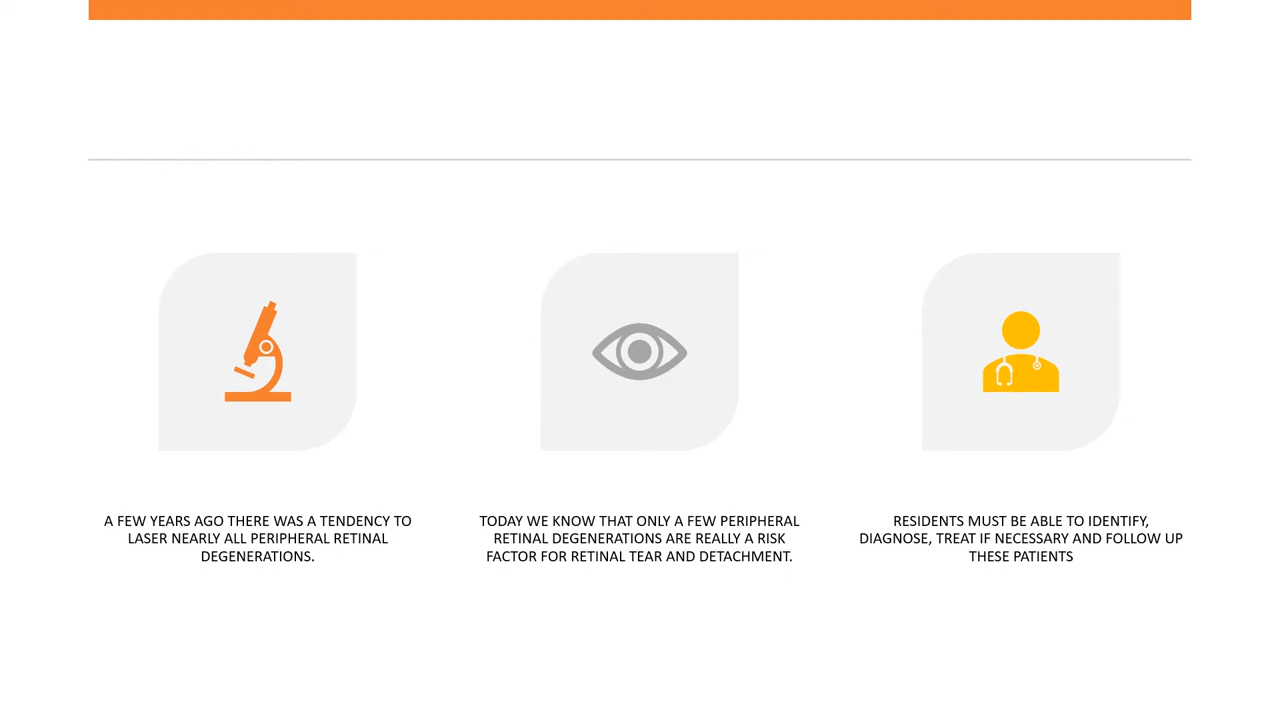 A FEW YEARS AGO THERE WAS A TENDENCY TO
LASER NEARLY ALL PERIPHERAL RETINAL
DEGENERATIONS.
TODAY WE KNOW THAT ONLY A FEW PERIPHERAL
RETINAL DEGENERATIONS ARE REALLY A RISK
FACTOR FOR RETINAL TEAR AND DETACHMENT.
RESIDENTS MUST BE ABLE TO IDENTIFY,
DIAGNOSE, TREAT IF NECESSARY AND FOLLOW UP
THESE PATIENTS